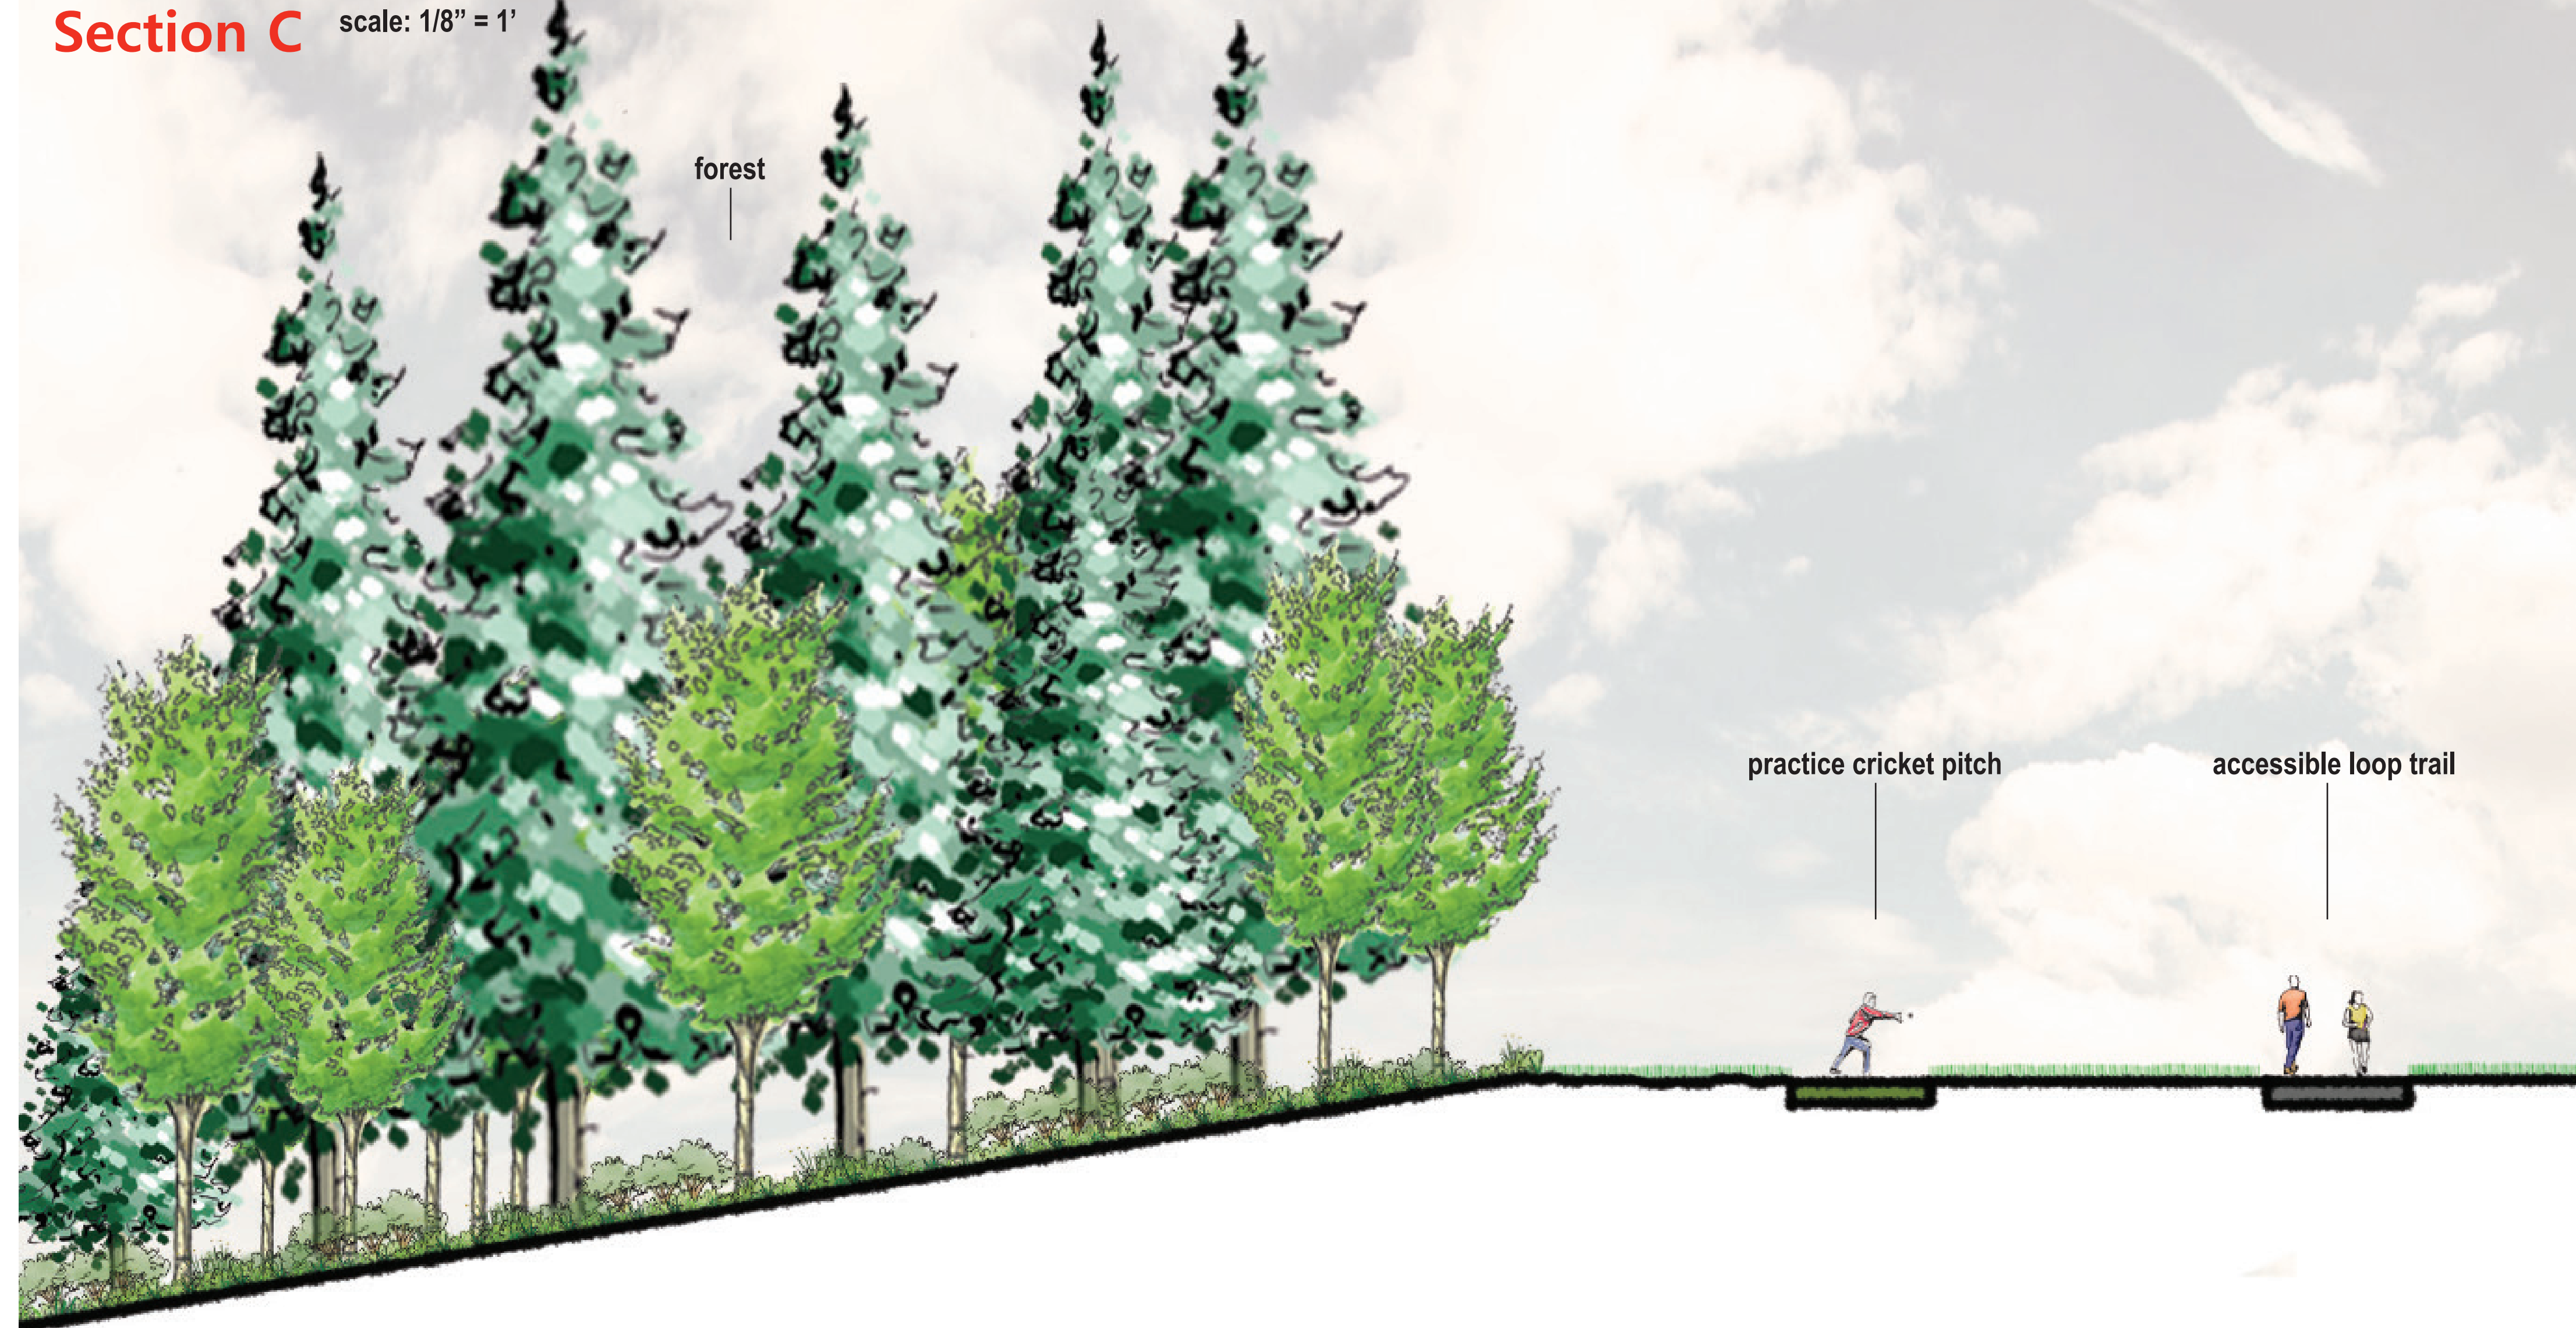 Section C scale: 1/8” = 1’
forest
practice cricket pitch
accessible loop trail